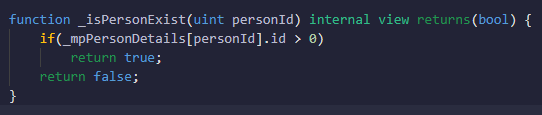 function _isPersonExist(uint personId) internal view returns(bool) {
if(_mpPersonDetails[personId].id > 0)
return true;
return false;
}